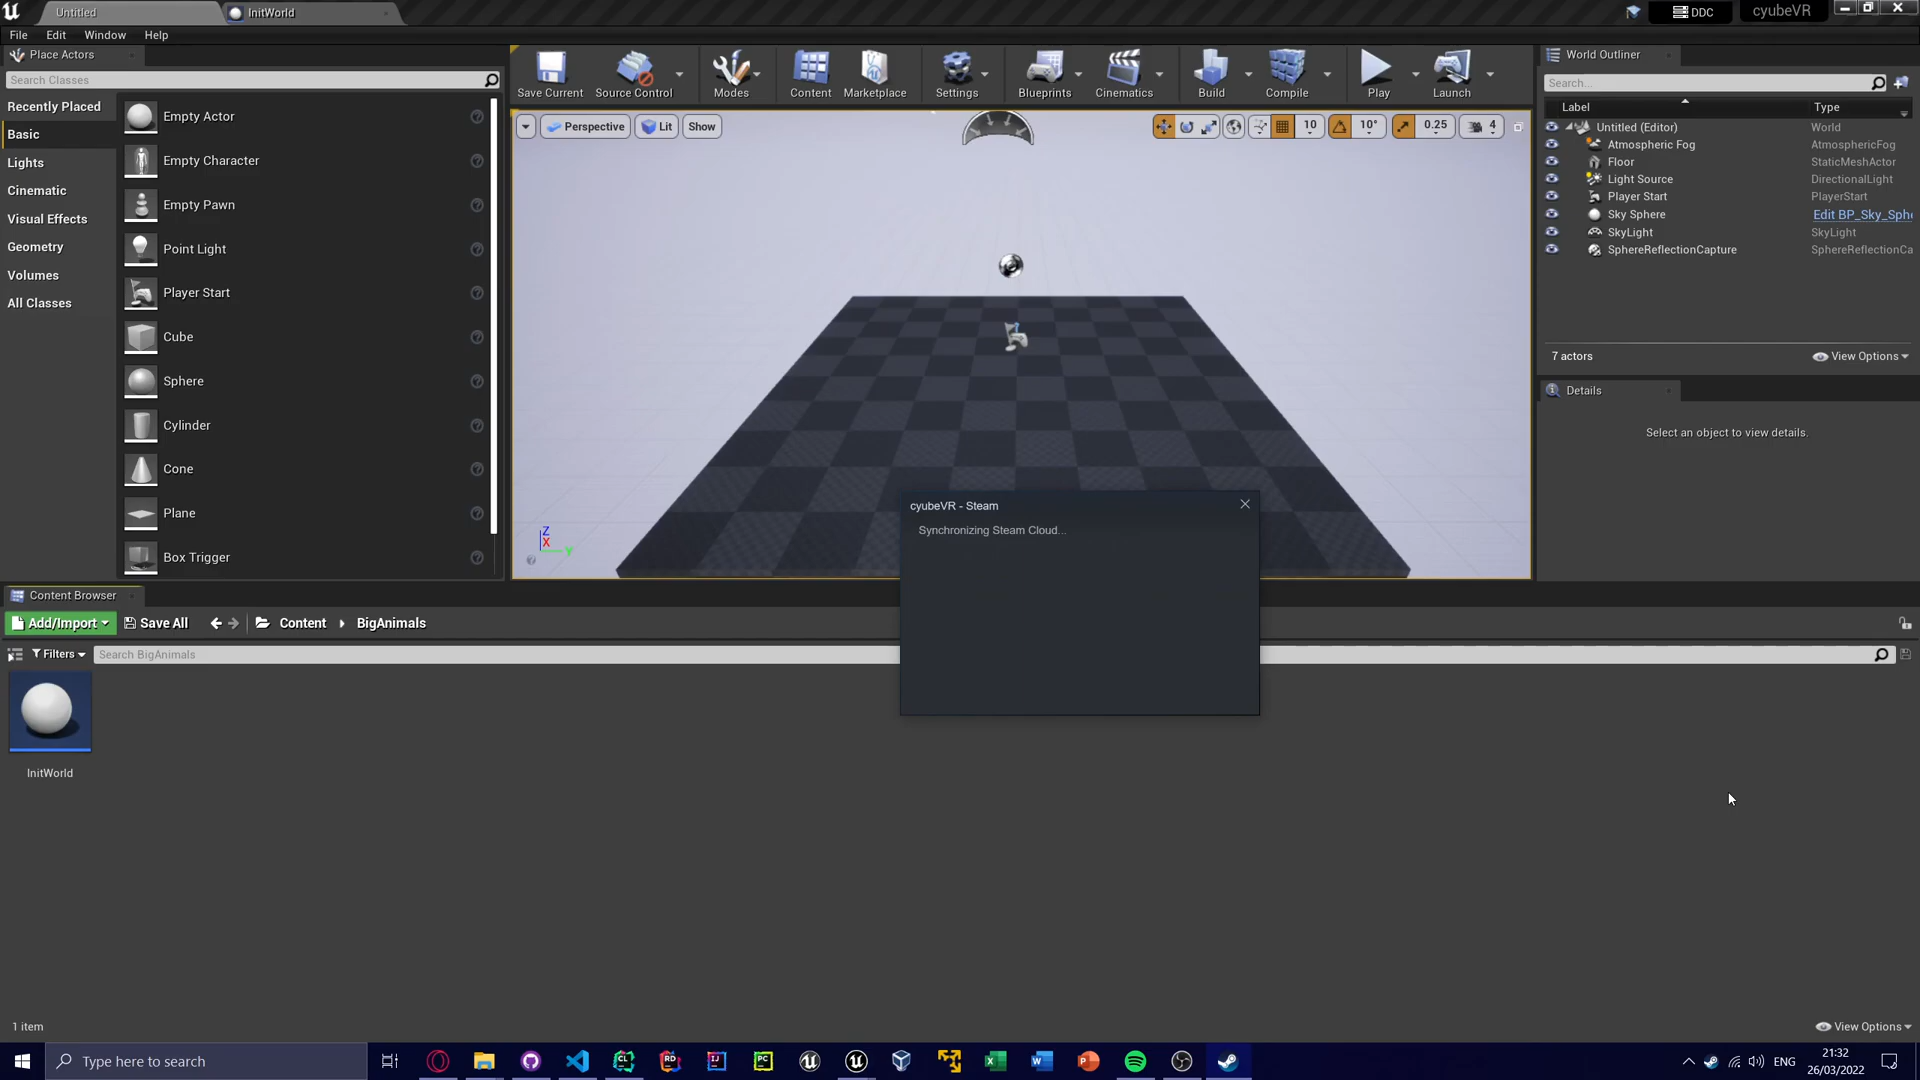 Untitled
InitWorld
DDC
cyubeVR
File
Edit
Window
Help
Place Actors
Search Classes
Recently Placed
Basic
Lights
Cinematic
Visual Effects
Geometry
Volumes
All Classes
Empty Actor
Empty Character
Empty Pawn
Point Light
Player Start
Cube
Sphere
Cylinder
Cone
Plane
Box Trigger
Save Current
Source Control
Modes
Content
Marketplace
Settings
Blueprints
Cinematics
Build
Compile
Play
Launch
Perspective
Lit
Show
10
10°
0.25
4
Z
X
Y
World Outliner
Search...
Label
Type
Untitled (Editor)
World
Atmospheric Fog
AtmosphericFog
Floor
StaticMeshActor
Light Source
DirectionalLight
Player Start
PlayerStart
Sky Sphere
Edit BP_Sky_Sph
SkyLight
SkyLight
SphereReflectionCapture
SphereReflectionCa
7 actors
View Options
Details
Select an object to view details.
cyubeVR - Steam
Synchronizing Steam Cloud...
Content Browser
Add/Import
Save All
Content
BigAnimals
Filters
Search BigAnimals
InitWorld
1 item
View Options
Type here to search
CL
RD
IJ
PC
ENG
21:32
26/03/2022